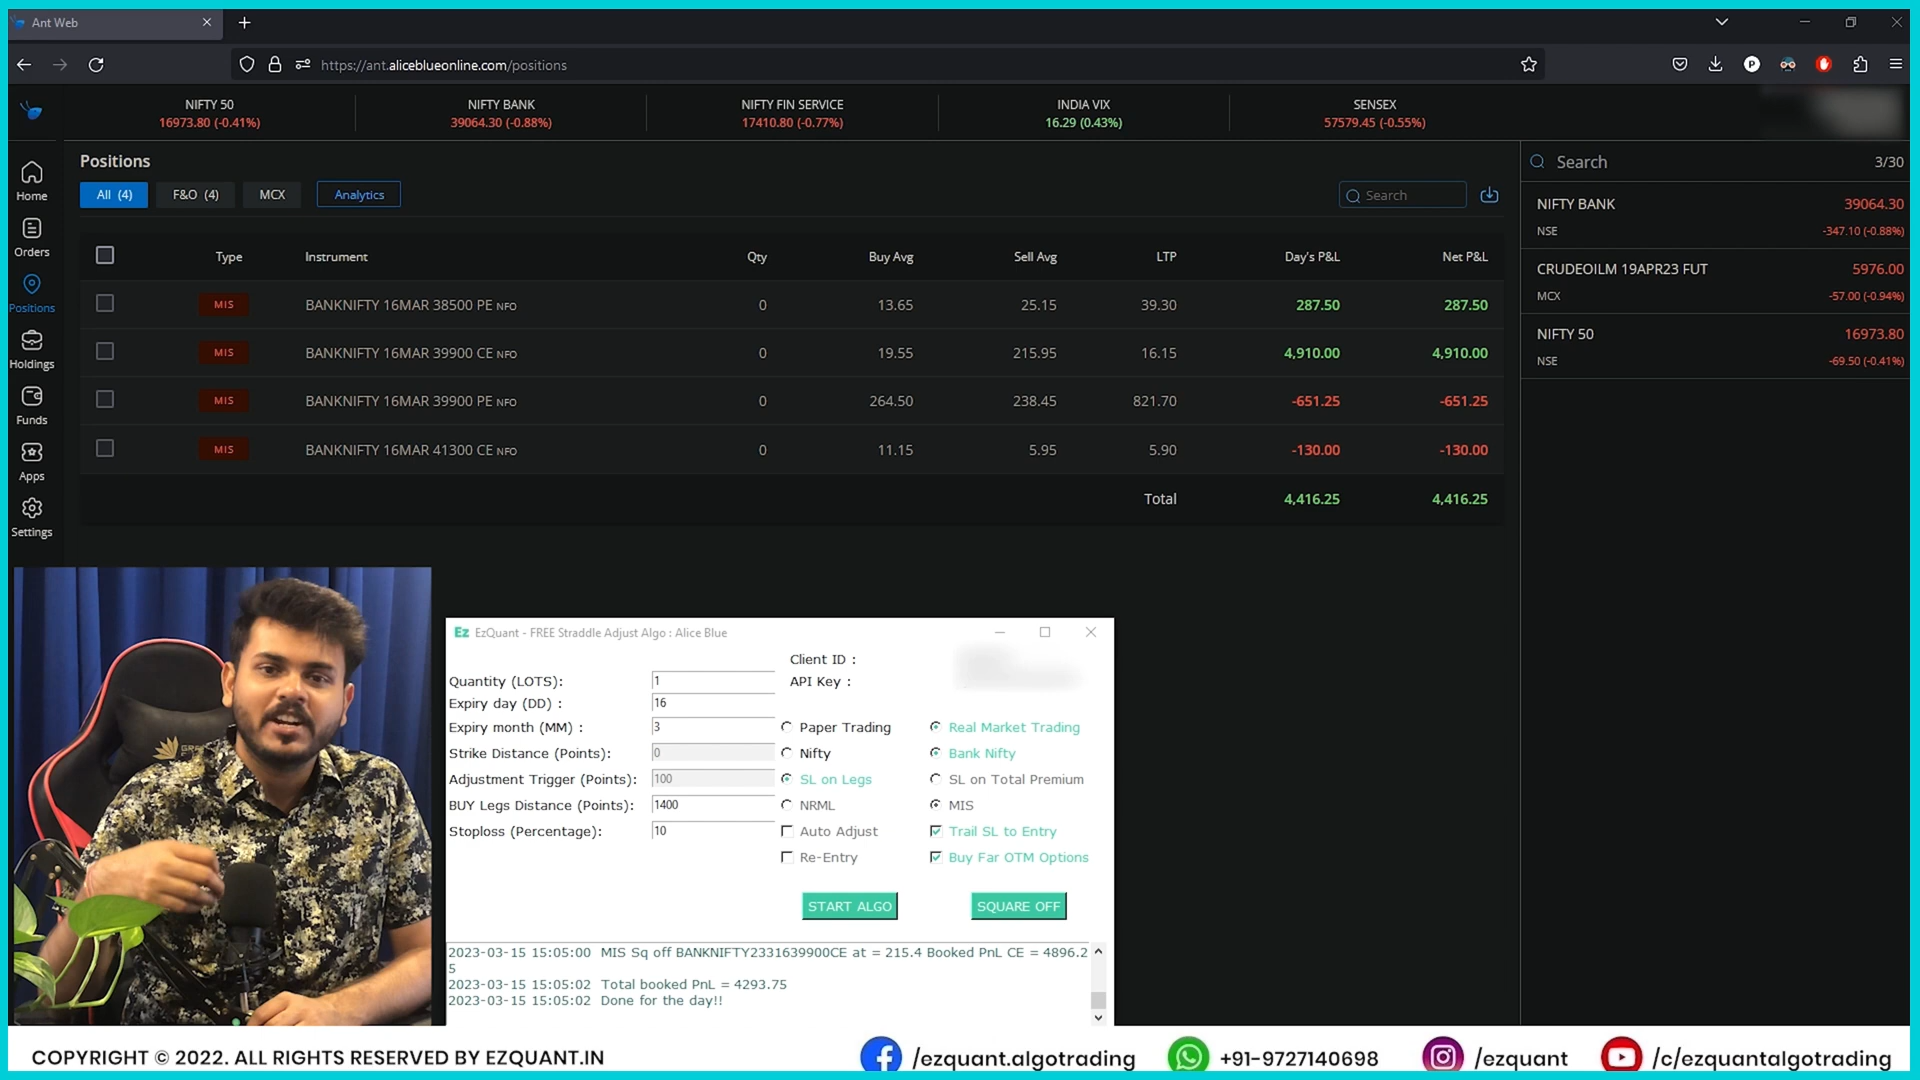 Ant Web
https://ant.aliceblueonline.com/positions
NIFTY 50
16973.80 (-0.41%)
NIFTY BANK
39064.30 (-0.88%)
NIFTY FIN SERVICE
17410.80 (-0.77%)
INDIA VIX
16.29 (0.43%)
SENSEX
57579.45 (-0.55%)
Home
Orders
Positions
Holdings
Funds
Apps
Settings
Positions
All (4) F&O (4) MCX Analytics Search
Type Instrument Qty Buy Avg Sell Avg LTP Day's P&L Net P&L
MIS BANKNIFTY 16MAR 38500 PE NFO 0 13.65 25.15 39.30 287.50 287.50
MIS BANKNIFTY 16MAR 39900 CE NFO 0 19.55 215.95 16.15 4,910.00 4,910.00
MIS BANKNIFTY 16MAR 39900 PE NFO 0 264.50 238.45 821.70 -651.25 -651.25
MIS BANKNIFTY 16MAR 41300 CE NFO 0 11.15 5.95 5.90 -130.00 -130.00
Total 4,416.25 4,416.25
Search 3/30
NIFTY BANK 39064.30
NSE -347.10 (-0.88%)
CRUDEOILM 19APR23 FUT 5976.00
MCX -57.00 (-0.94%)
NIFTY 50 16973.80
NSE -69.50 (-0.41%)
Ez EzQuant - FREE Straddle Adjust Algo : Alice Blue
Client ID :
Quantity (LOTS): 1 API Key :
Expiry day (DD) : 16
Expiry month (MM) : 3 Paper Trading Real Market Trading
Strike Distance (Points): 0 Nifty Bank Nifty
Adjustment Trigger (Points): 100 SL on Legs SL on Total Premium
BUY Legs Distance (Points): 1400 NRML MIS
Stoploss (Percentage): 10 Auto Adjust Trail SL to Entry
Re-Entry Buy Far OTM Options
START ALGO SQUARE OFF
2023-03-15 15:05:00 MIS Sq off BANKNIFTY2331639900CE at = 215.4 Booked PnL CE = 4896.2
5
2023-03-15 15:05:02 Total booked PnL = 4293.75
2023-03-15 15:05:02 Done for the day!!
COPYRIGHT © 2022. ALL RIGHTS RESERVED BY EZQUANT.IN /ezquant.algotrading +91-9727140698 /ezquant /c/ezquantalgotrading